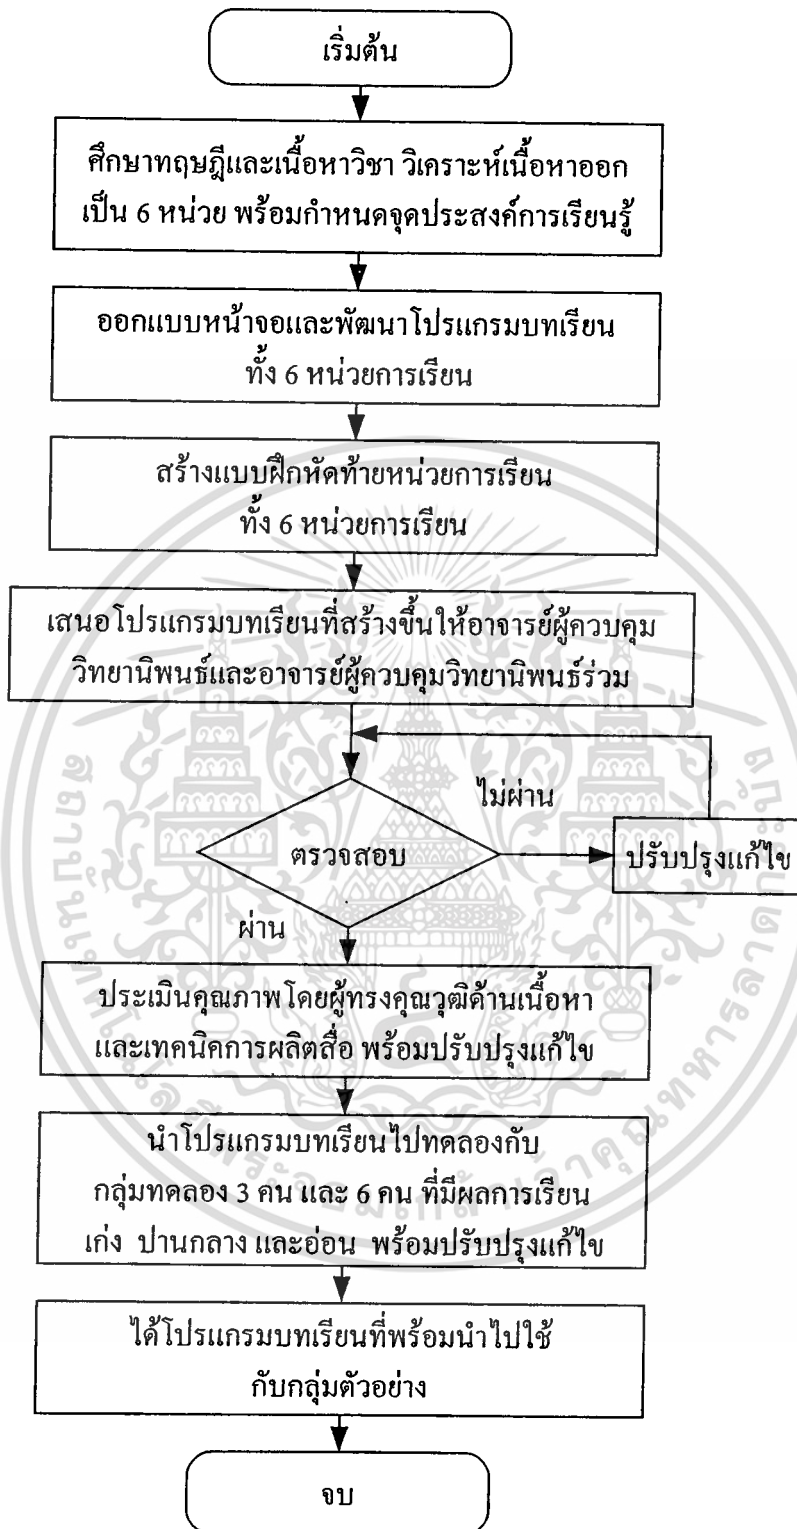 เริ่มต้น
ศึกษาทฤษฎีและเนื้อหาวิชา วิเคราะห์เนื้อหาออก
เป็น 6 หน่วย พร้อมกำหนดจุดประสงค์การเรียนรู้
ออกแบบหน้าจอและพัฒนาโปรแกรมบทเรียน
ทั้ง 6 หน่วยการเรียน
สร้างแบบฝึกหัดท้ายหน่วยการเรียน
ทั้ง 6 หน่วยการเรียน
เสนอโปรแกรมบทเรียนที่สร้างขึ้นให้อาจารย์ผู้ควบคุม
วิทยานิพนธ์และอาจารย์ผู้ควบคุมวิทยานิพนธ์ร่วม
ไม่ผ่าน
ตรวจสอบ
ปรับปรุงแก้ไข
ผ่าน
ประเมินคุณภาพโดยผู้ทรงคุณวุฒิด้านเนื้อหา
และเทคนิคการผลิตสื่อ พร้อมปรับปรุงแก้ไข
นำโปรแกรมบทเรียนไปทดลองกับ
กลุ่มทดลอง 3 คน และ 6 คน ที่มีผลการเรียน
เก่ง ปานกลาง และอ่อน พร้อมปรับปรุงแก้ไข
ได้โปรแกรมบทเรียนที่พร้อมนำไปใช้
กับกลุ่มตัวอย่าง
จบ